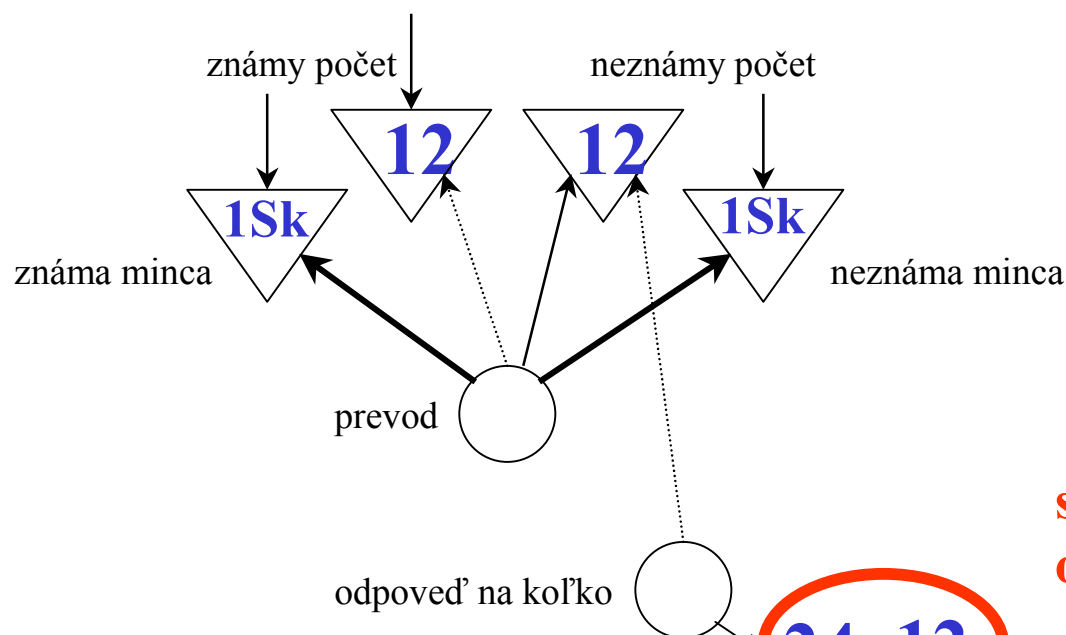 známy počet neznámy počet
12 12
1Sk 1Sk
známa minca neznáma minca
prevod
odpoveď na koľko